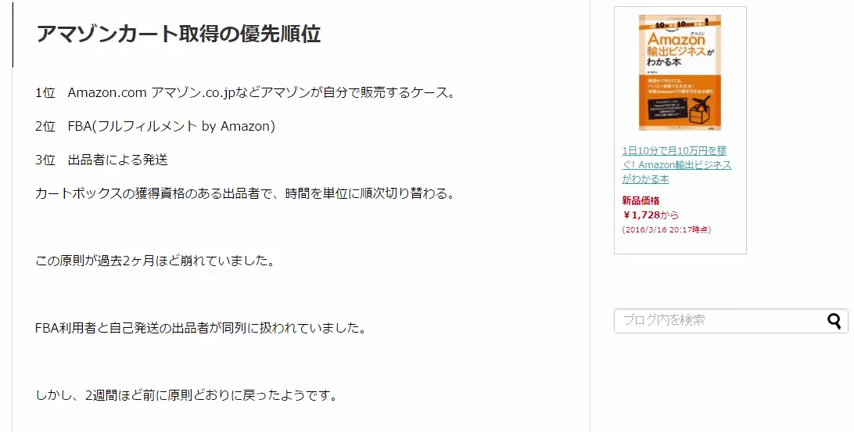 アマゾンカート取得の優先順位
1位 Amazon.com アマゾン.co.jpなどアマゾンが自分で販売するケース。
2位 FBA(フルフィルメント by Amazon)
3位 出品者による発送
カートボックスの獲得資格のある出品者で、時間を単位に順次切り替わる。
この原則が過去2ヶ月ほど崩れていました。
FBA利用者と自己発送の出品者が同列に扱われていました。
しかし、2週間ほど前に原則どおりに戻ったようです。
アマゾン
Amazon
輸出ビジネスが
わかる本
1日10分で月10万円を稼
ぐ! Amazon輸出ビジネス
がわかる本
新品価格
￥1,728から
(2016/3/16 20:17時点)
ブログ内を検索